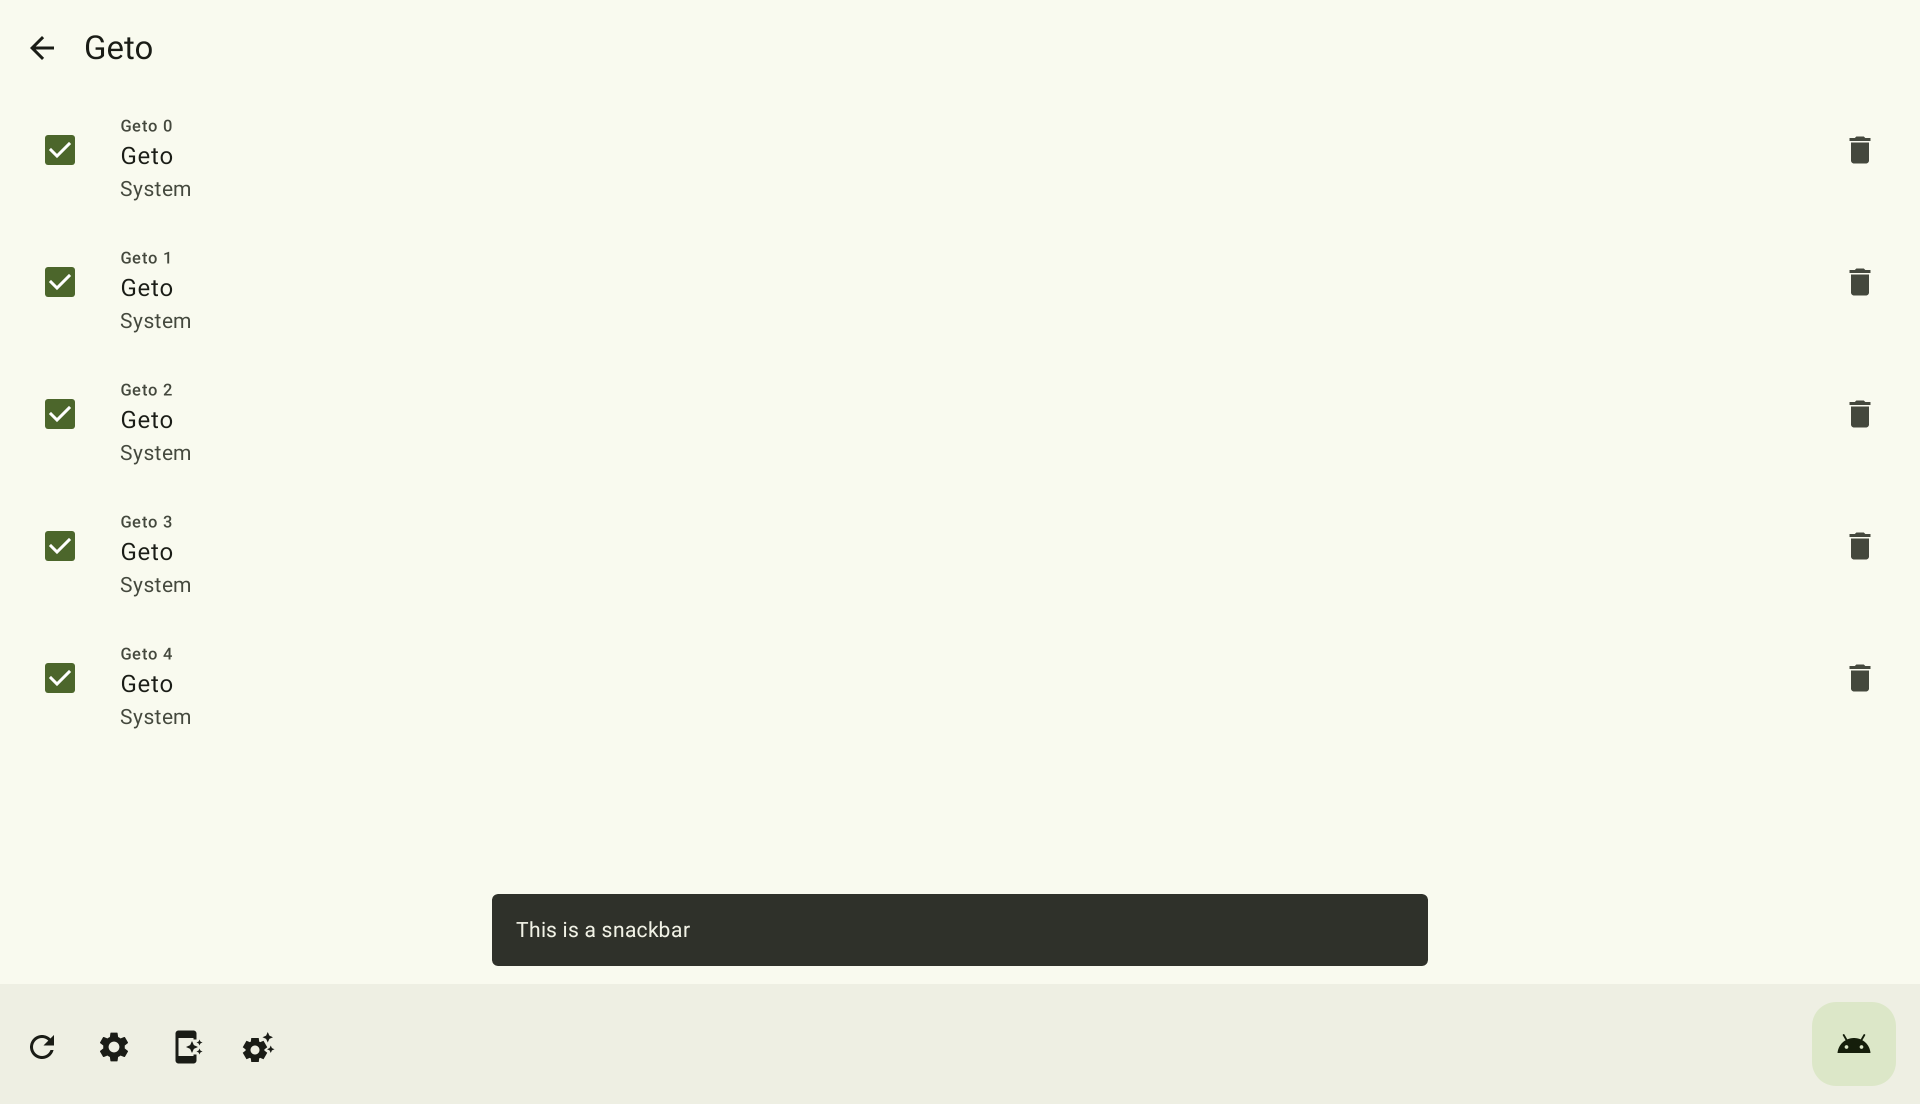 Geto
Geto 0
Geto
System
Geto 1
Geto
System
Geto 2
Geto
System
Geto 3
Geto
System
Geto 4
Geto
System
This is a snackbar